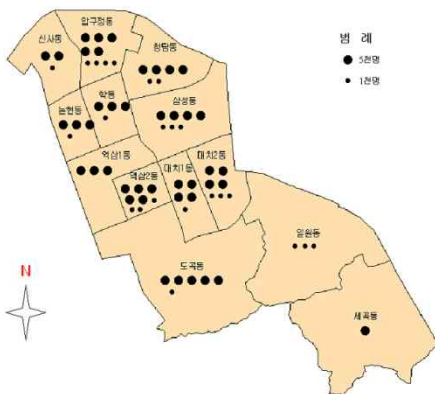 신사동
압구정동
청담동
범 례
5천명
1천명
논현동
학동
삼성동
역삼1동
역삼2동
대치1동
대치2동
일원동
도곡동
세곡동
N